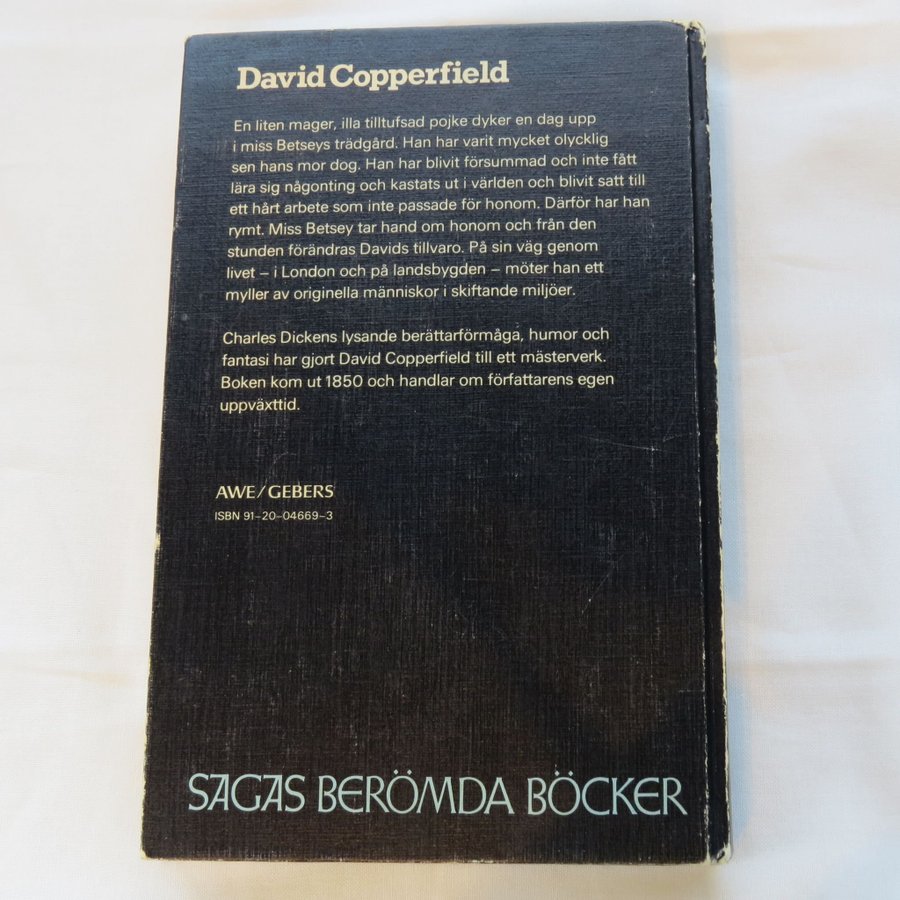 David Copperfield
En liten mager, illa tilltufsad pojke dyker en dag upp
i miss Betseys trädgård. Han har varit mycket olycklig
sen hans mor dog. Han har blivit försummad och inte fått
lära sig någonting och kastats ut i världen och blivit satt till
ett hårt arbete som inte passade för honom. Därför har han
rymt. Miss Betsey tar hand om honom och från den
stunden förändras Davids tillvaro. På sin väg genom
livet – i London och på landsbygden – möter han ett
myller av originella människor i skiftande miljöer.
Charles Dickens lysande berättarförmåga, humor och
fantasi har gjort David Copperfield till ett mästerverk.
Boken kom ut 1850 och handlar om författarens egen
uppväxttid.
AWE/GEBERS
ISBN 91-20-04669-3
SAGAS BERÖMDA BÖCKER